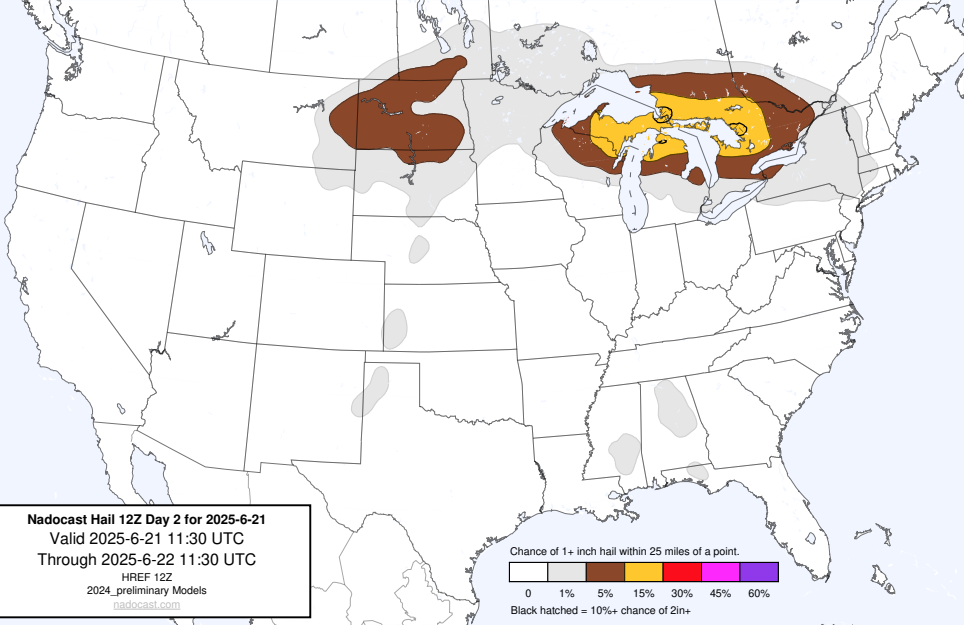 Nadocast Hail 12Z Day 2 for 2025-6-21
Valid 2025-6-21 11:30 UTC
Through 2025-6-22 11:30 UTC
HREF 12Z
2024_preliminary Models
nadocast.com
Chance of 1+ inch hail within 25 miles of a point.
0 1% 5% 15% 30% 45% 60%
Black hatched = 10%+ chance of 2in+